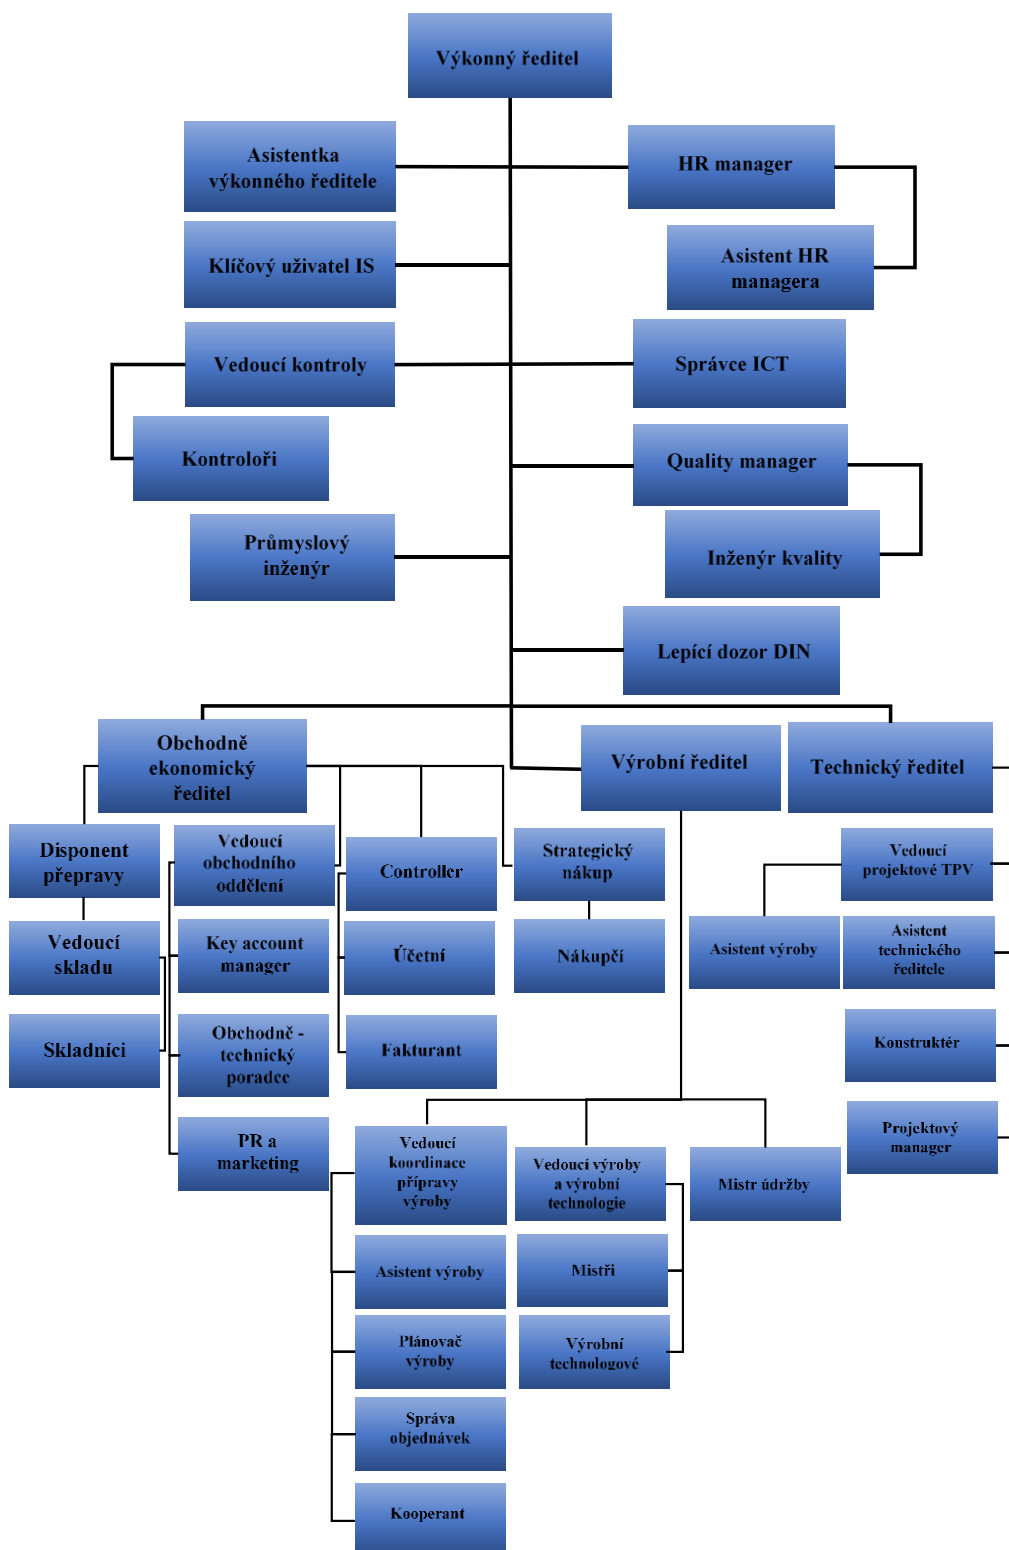 Výkonný ředitel
Asistentka
výkonného ředitele
HR manager
Klíčový uživatel IS
Asistent HR
managera
Vedoucí kontroly
Správce ICT
Kontroloři
Quality manager
Průmyslový
inženýr
Inženýr kvality
Lepící dozor DIN
Obchodně
ekonomický
ředitel
Výrobní ředitel
Technický ředitel
Disponent
přepravy
Vedoucí
obchodního
oddělení
Controller
Strategický
nákup
Vedoucí
projektové TPV
Vedoucí
skladu
Key account
manager
Účetní
Nákupčí
Asistent výroby
Asistent
technického
ředitele
Skladníci
Obchodně -
technický
poradce
Fakturant
Konstruktér
PR a
marketing
Projektový
manager
Vedoucí
koordinace
přípravy
výroby
Vedoucí výroby
a výrobní
technologie
Mistr údržby
Asistent výroby
Mistři
Plánovač
výroby
Výrobní
technologové
Správa
objednávek
Kooperant